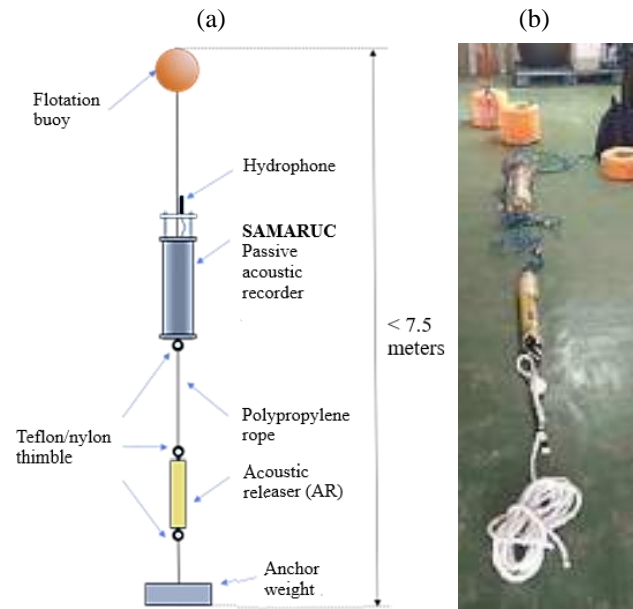 (a)
(b)
Flotation
buoy
Hydrophone
SAMARUC
Passive
acoustic
recorder
< 7.5
meters
Polypropylene
rope
Teflon/nylon
thimble
Acoustic
releaser (AR)
Anchor
weight